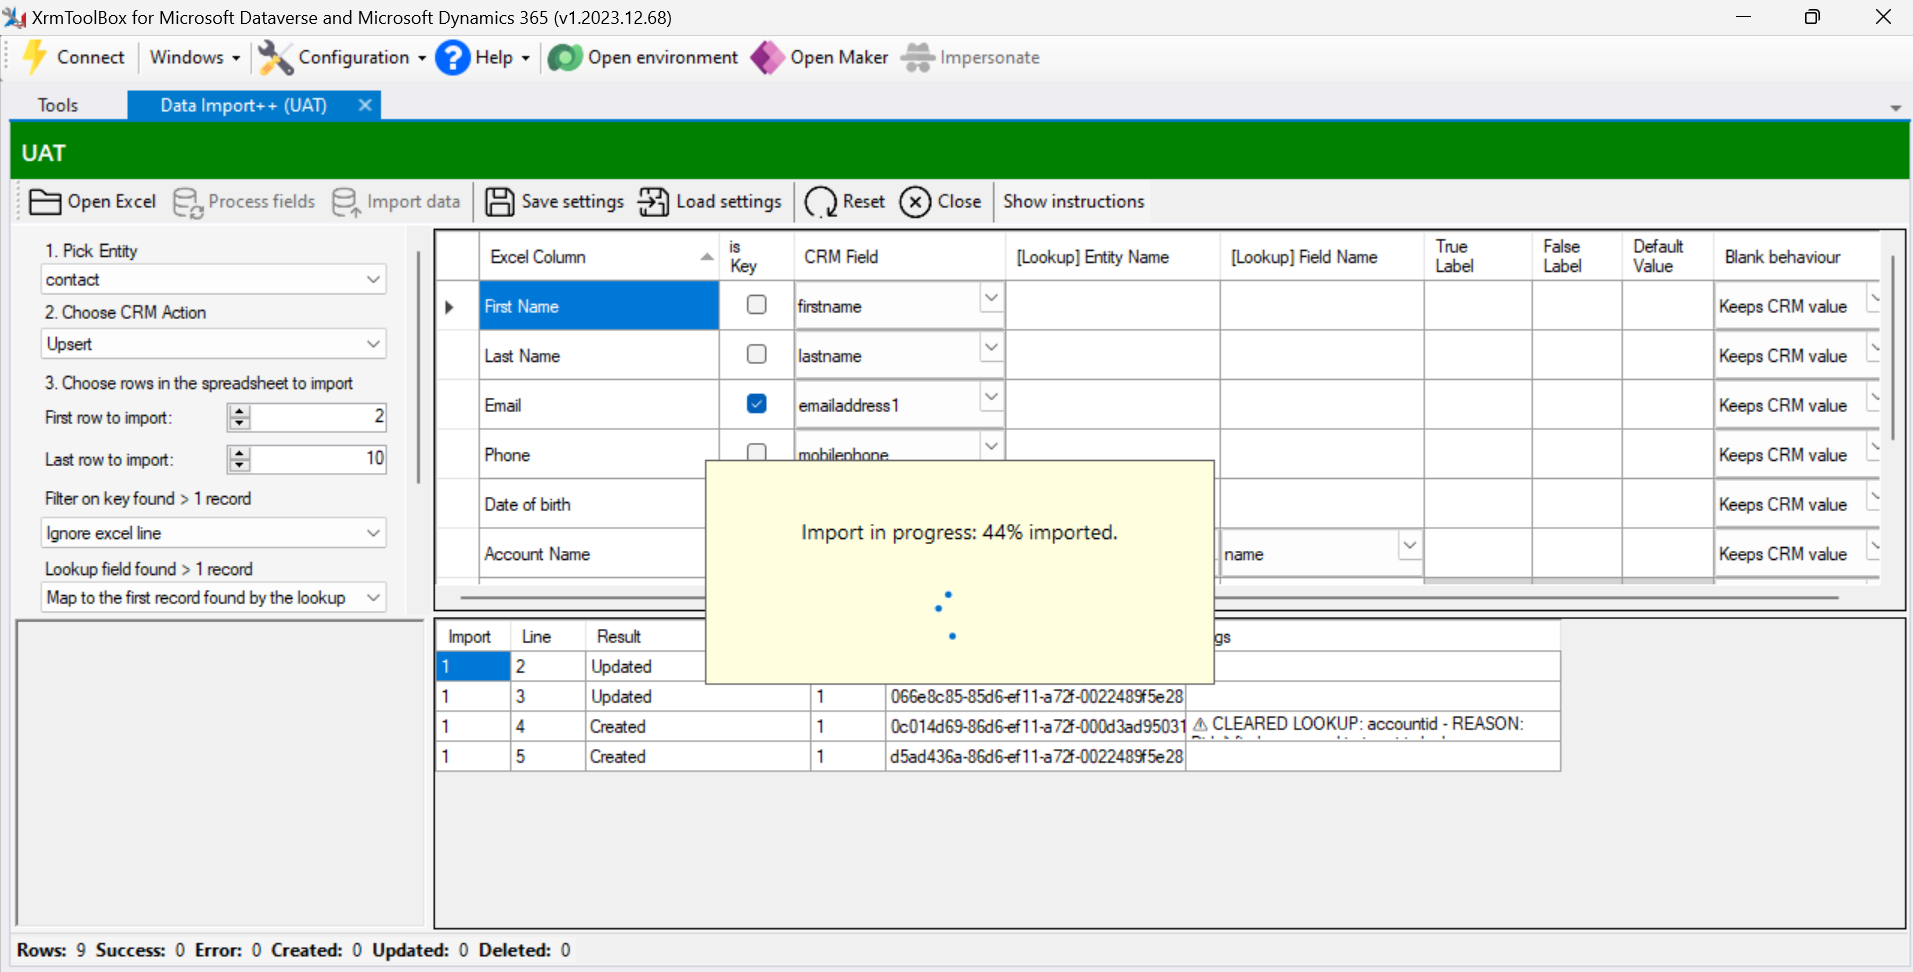 XrmToolBox for Microsoft Dataverse and Microsoft Dynamics 365 (v1.2023.12.68)
Connect Windows Configuration Help Open environment Open Maker Impersonate
Tools Data Import++ (UAT)
UAT
Open Excel Process fields Import data Save settings Load settings Reset Close Show instructions
1. Pick Entity
contact
2. Choose CRM Action
Upsert
3. Choose rows in the spreadsheet to import
First row to import: 2
Last row to import: 10
Filter on key found > 1 record
Ignore excel line
Lookup field found > 1 record
Map to the first record found by the lookup
Excel Column is Key CRM Field [Lookup] Entity Name [Lookup] Field Name True Label False Label Default Value Blank behaviour
First Name firstname Keeps CRM value
Last Name lastname Keeps CRM value
Email emailaddress1 Keeps CRM value
Phone mobilephone Keeps CRM value
Date of birth Keeps CRM value
Account Name name Keeps CRM value
Import in progress: 44% imported.
Import Line Result gs
1 2 Updated
1 3 Updated 1 066e8c85-85d6-ef11-a72f-0022489f5e28
1 4 Created 1 0c014d69-86d6-ef11-a72f-000d3ad95031 ⚠ CLEARED LOOKUP: accountid - REASON:
1 5 Created 1 d5ad436a-86d6-ef11-a72f-0022489f5e28
Rows: 9 Success: 0 Error: 0 Created: 0 Updated: 0 Deleted: 0